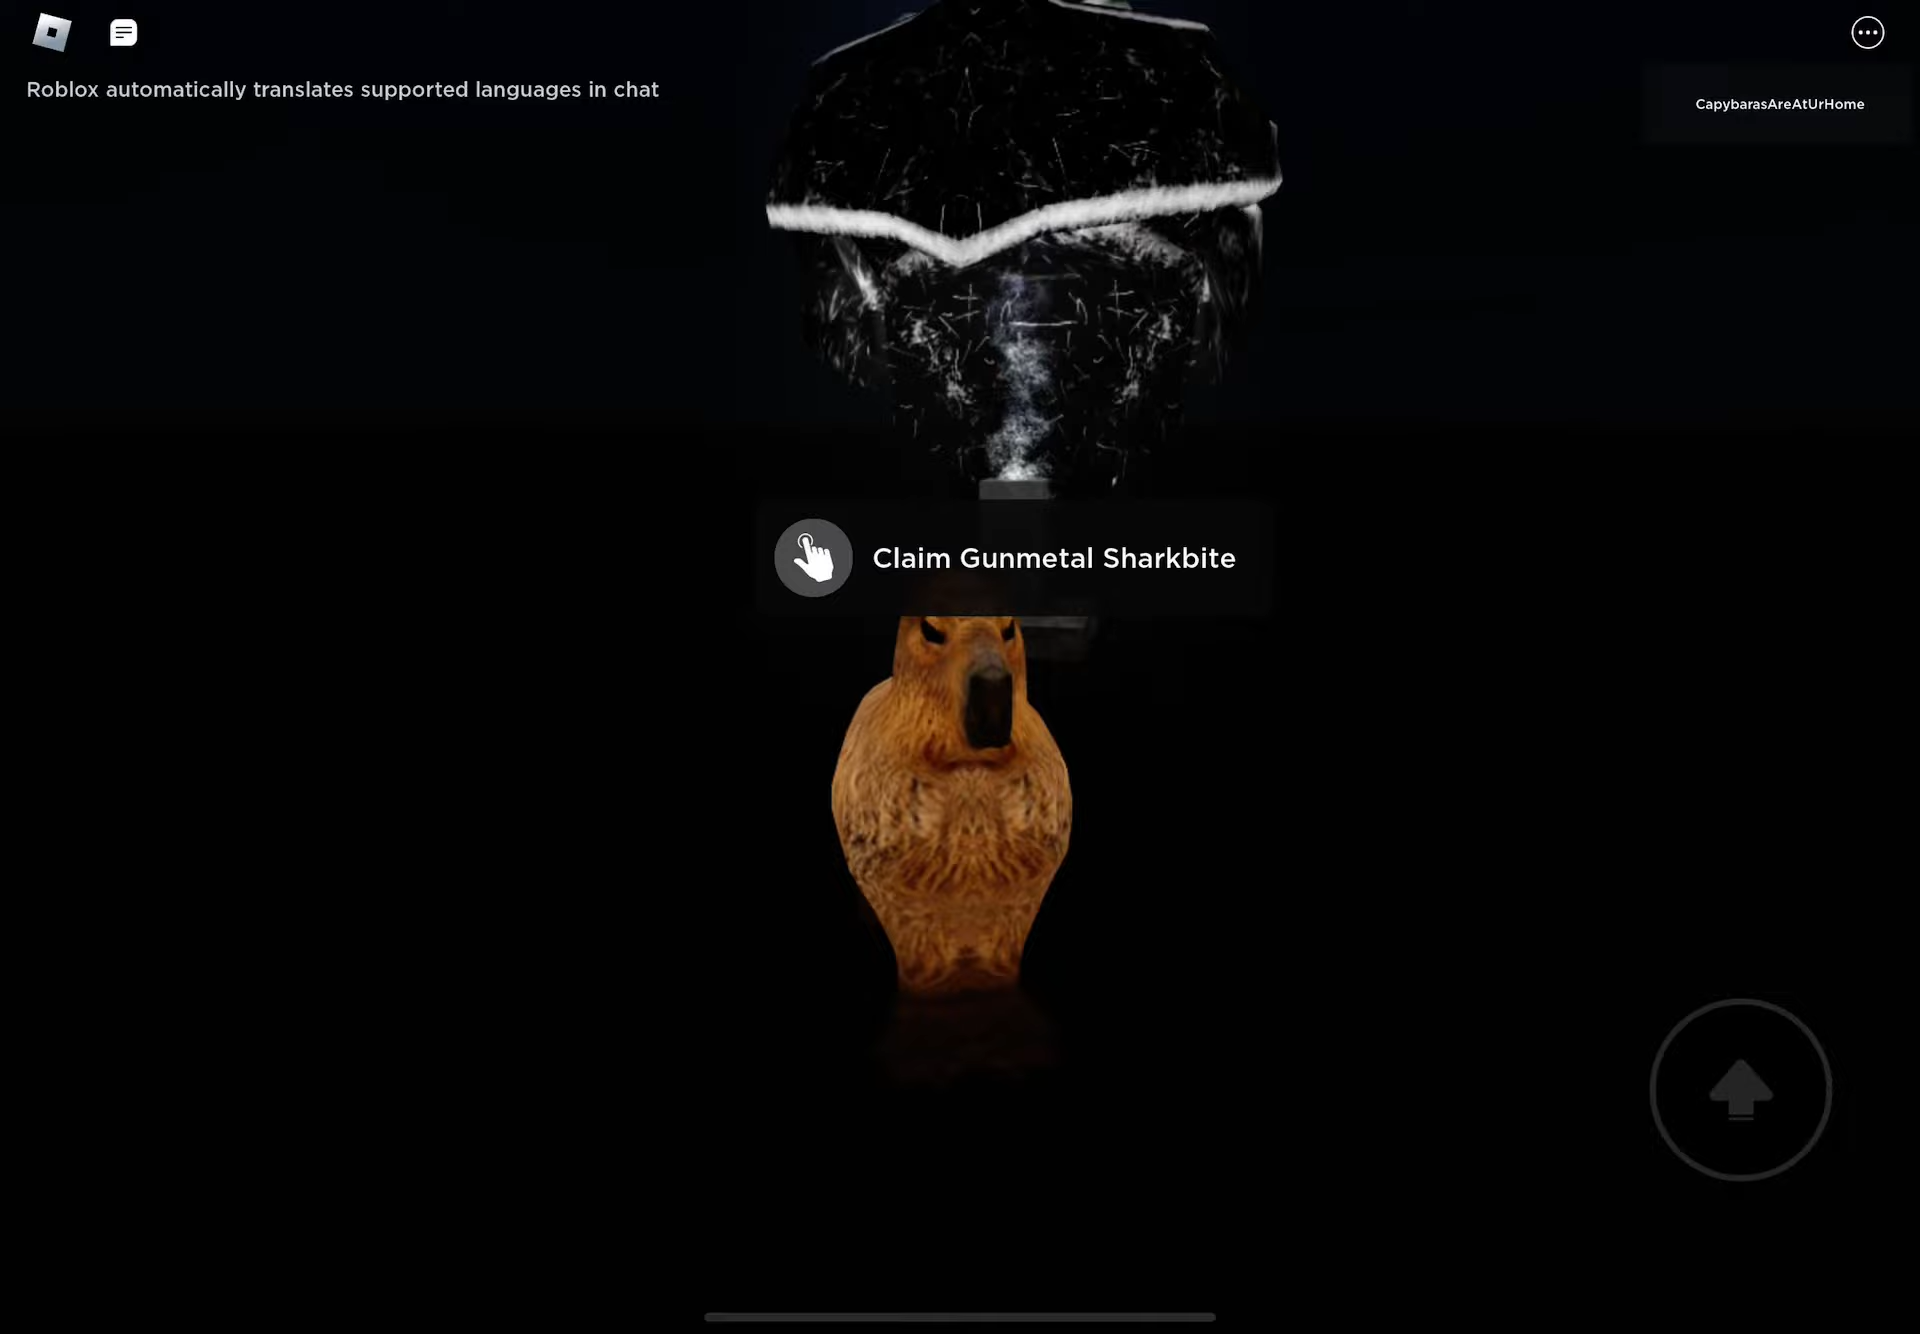 Roblox automatically translates supported languages in chat
CapybarasAreAtUrHome
Claim Gunmetal Sharkbite